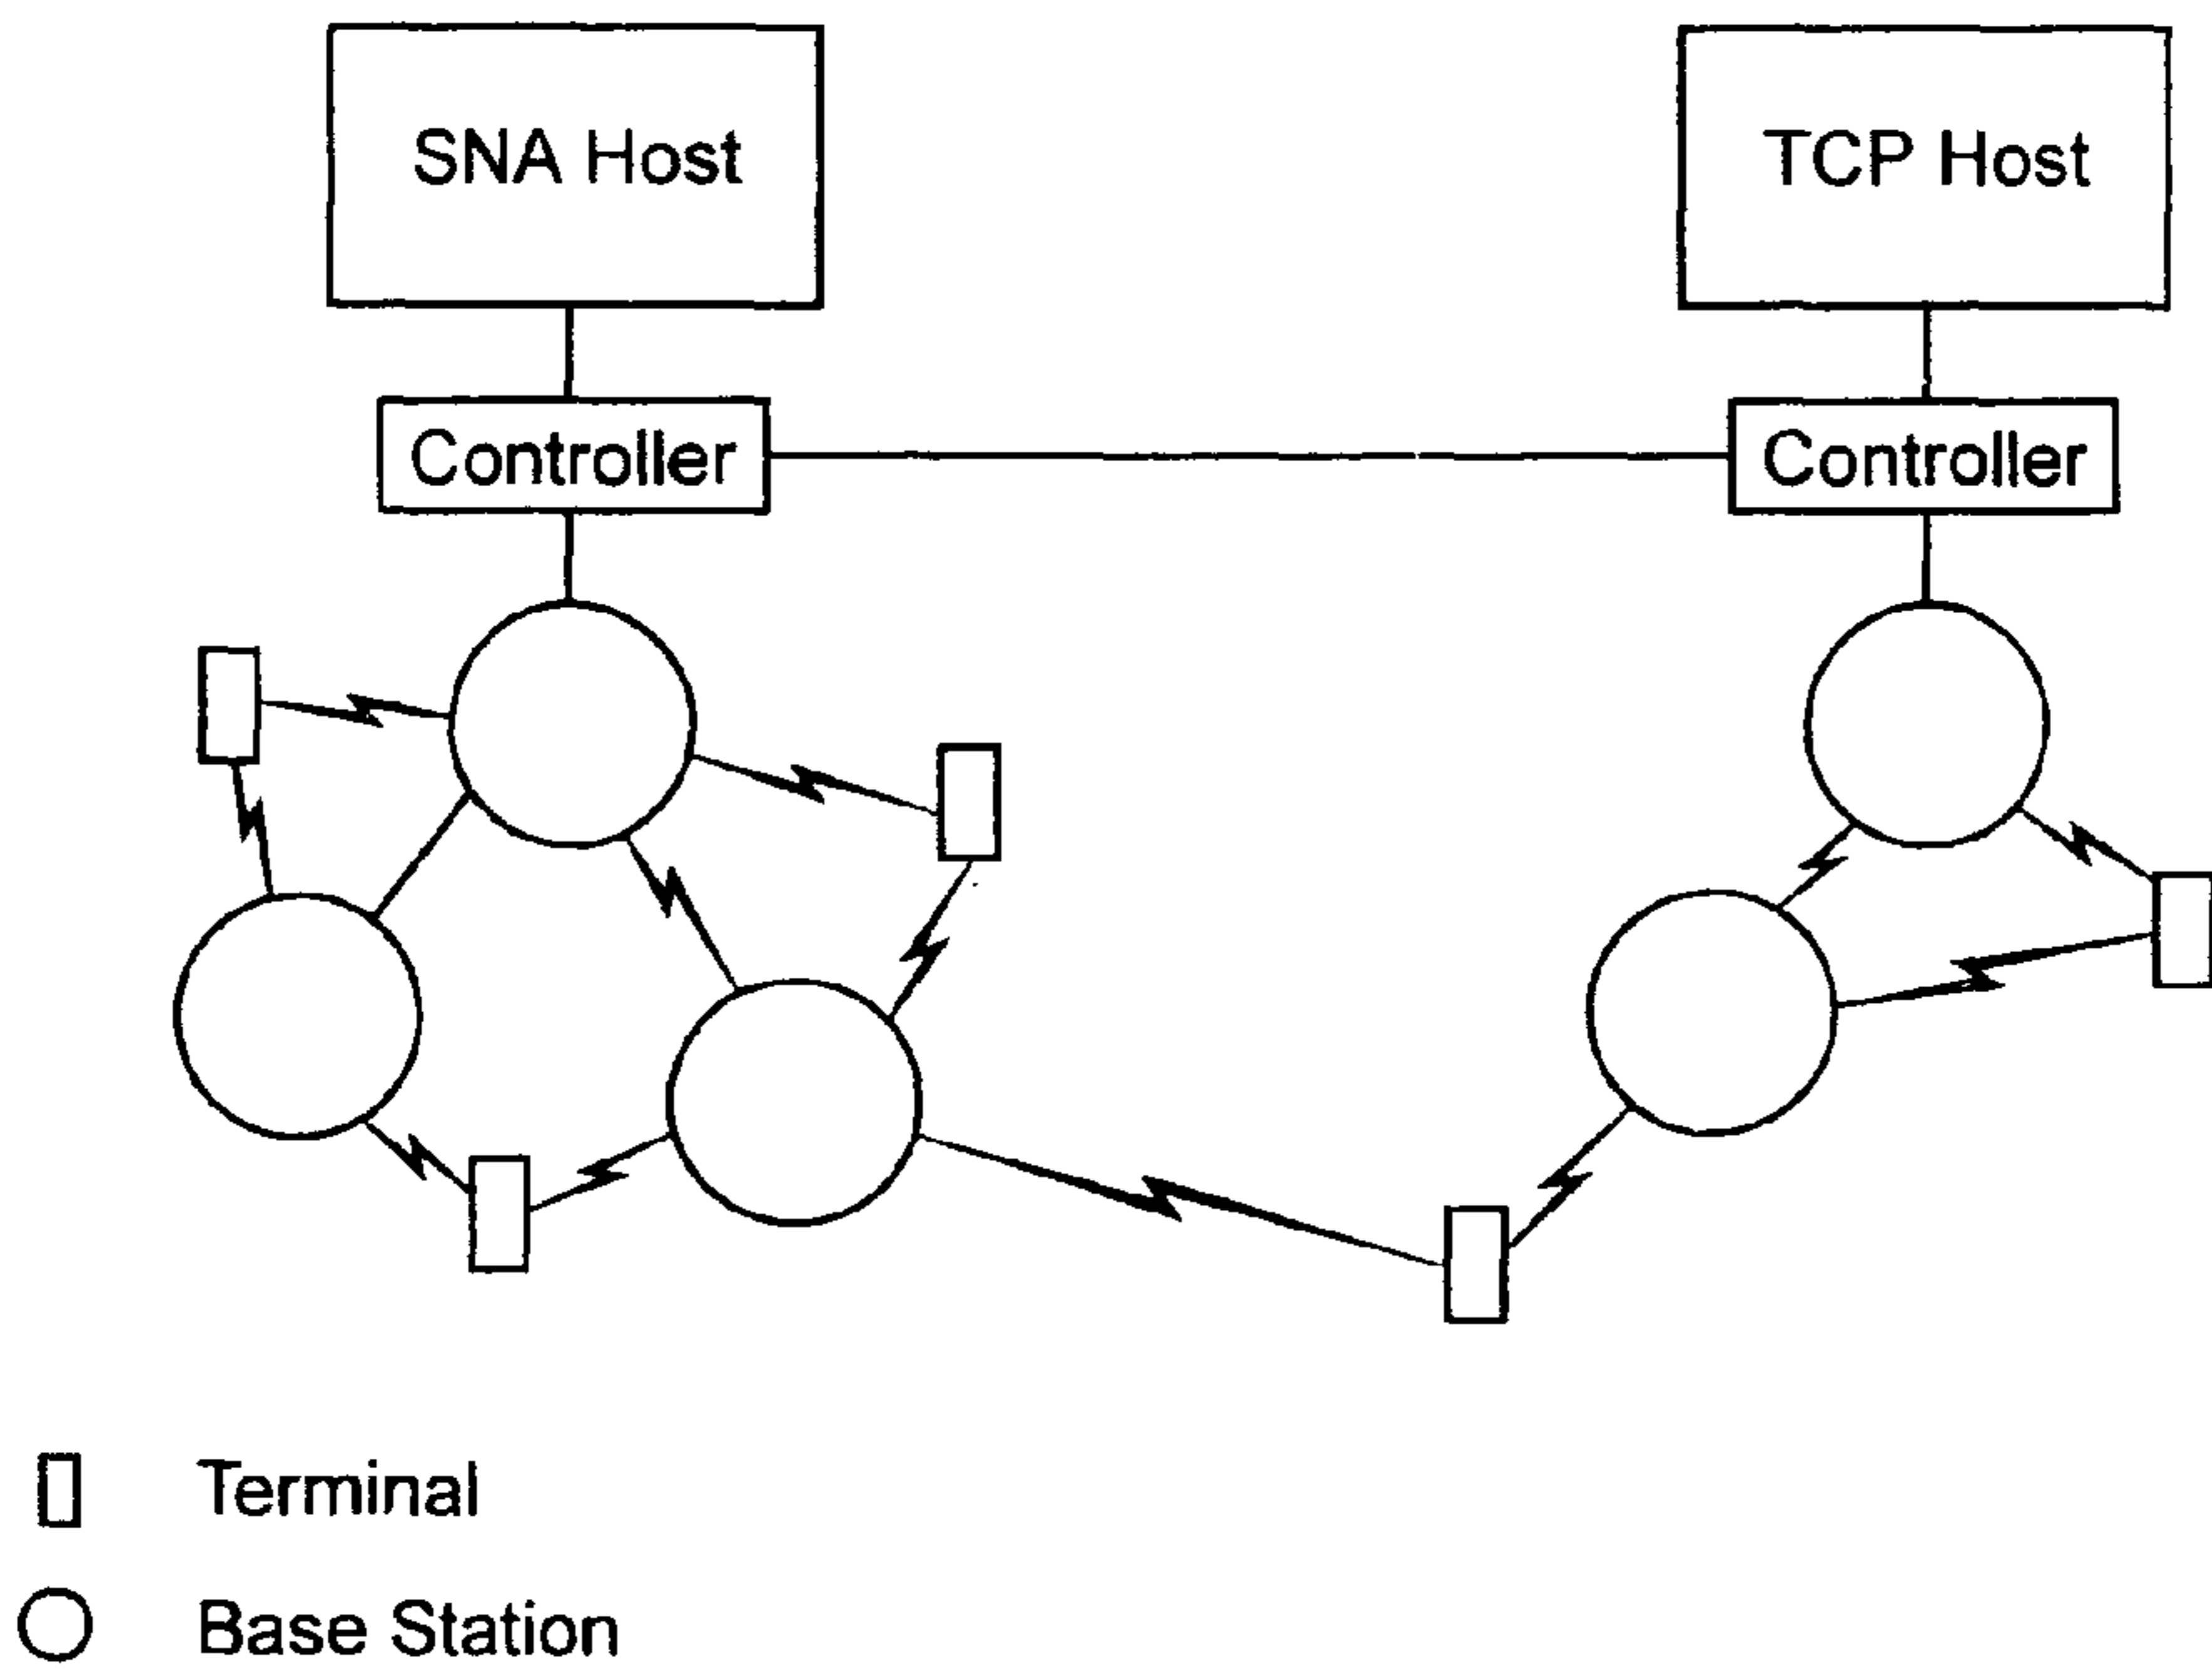 SNA Host
TCP Host
Controller
Controller
Terminal
Base Station